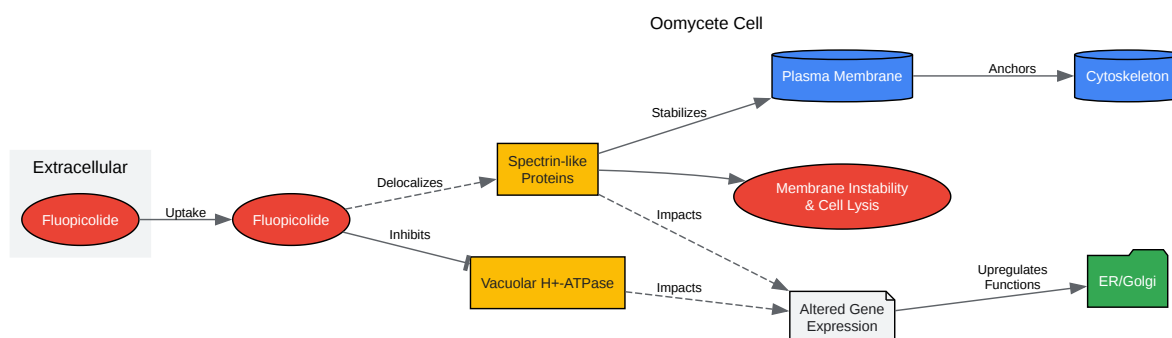 Oomycete Cell
Plasma Membrane
Anchors
Cytoskeleton
Stabilizes
Extracellular
Spectrin-like
Proteins
Delocalizes
Membrane Instability
& Cell Lysis
Fluopicolide
Uptake
Fluopicolide
Impacts
Inhibits
Vacuolar H+-ATPase
Impacts
Upregulates
Functions
ER/Golgi
Altered Gene
Expression